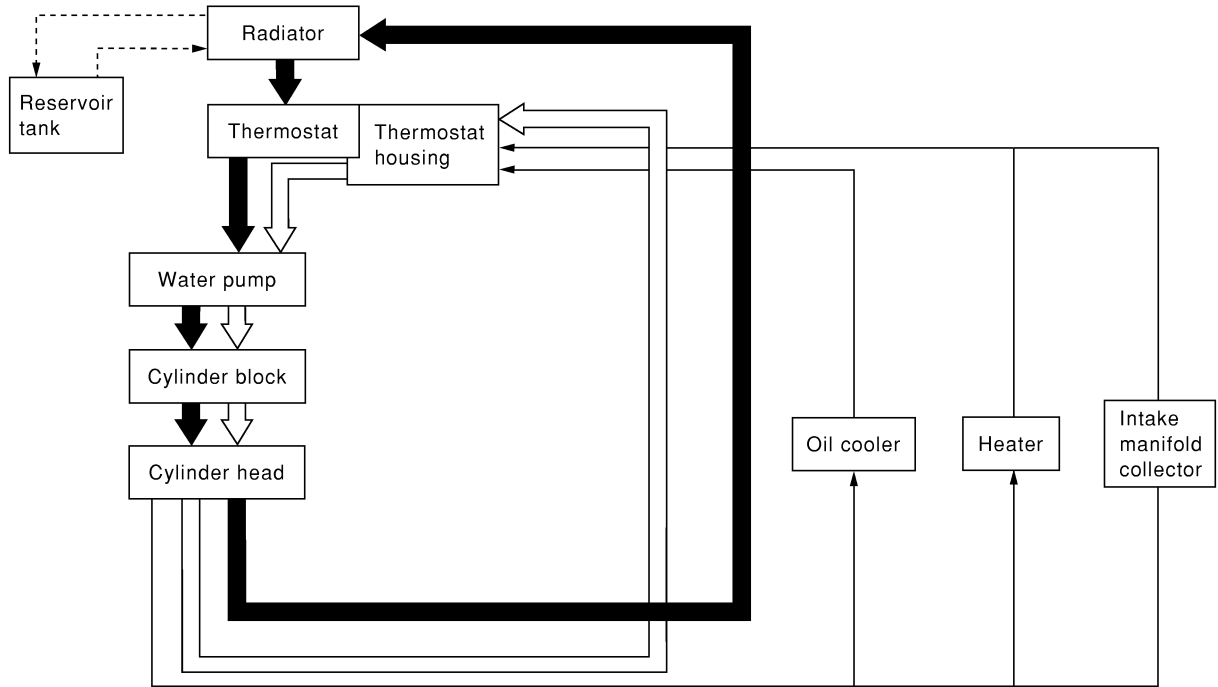 Radiator
Reservoir
tank
Thermostat
Thermostat
housing
Water pump
Cylinder block
Cylinder head
Oil cooler
Heater
Intake
manifold
collector